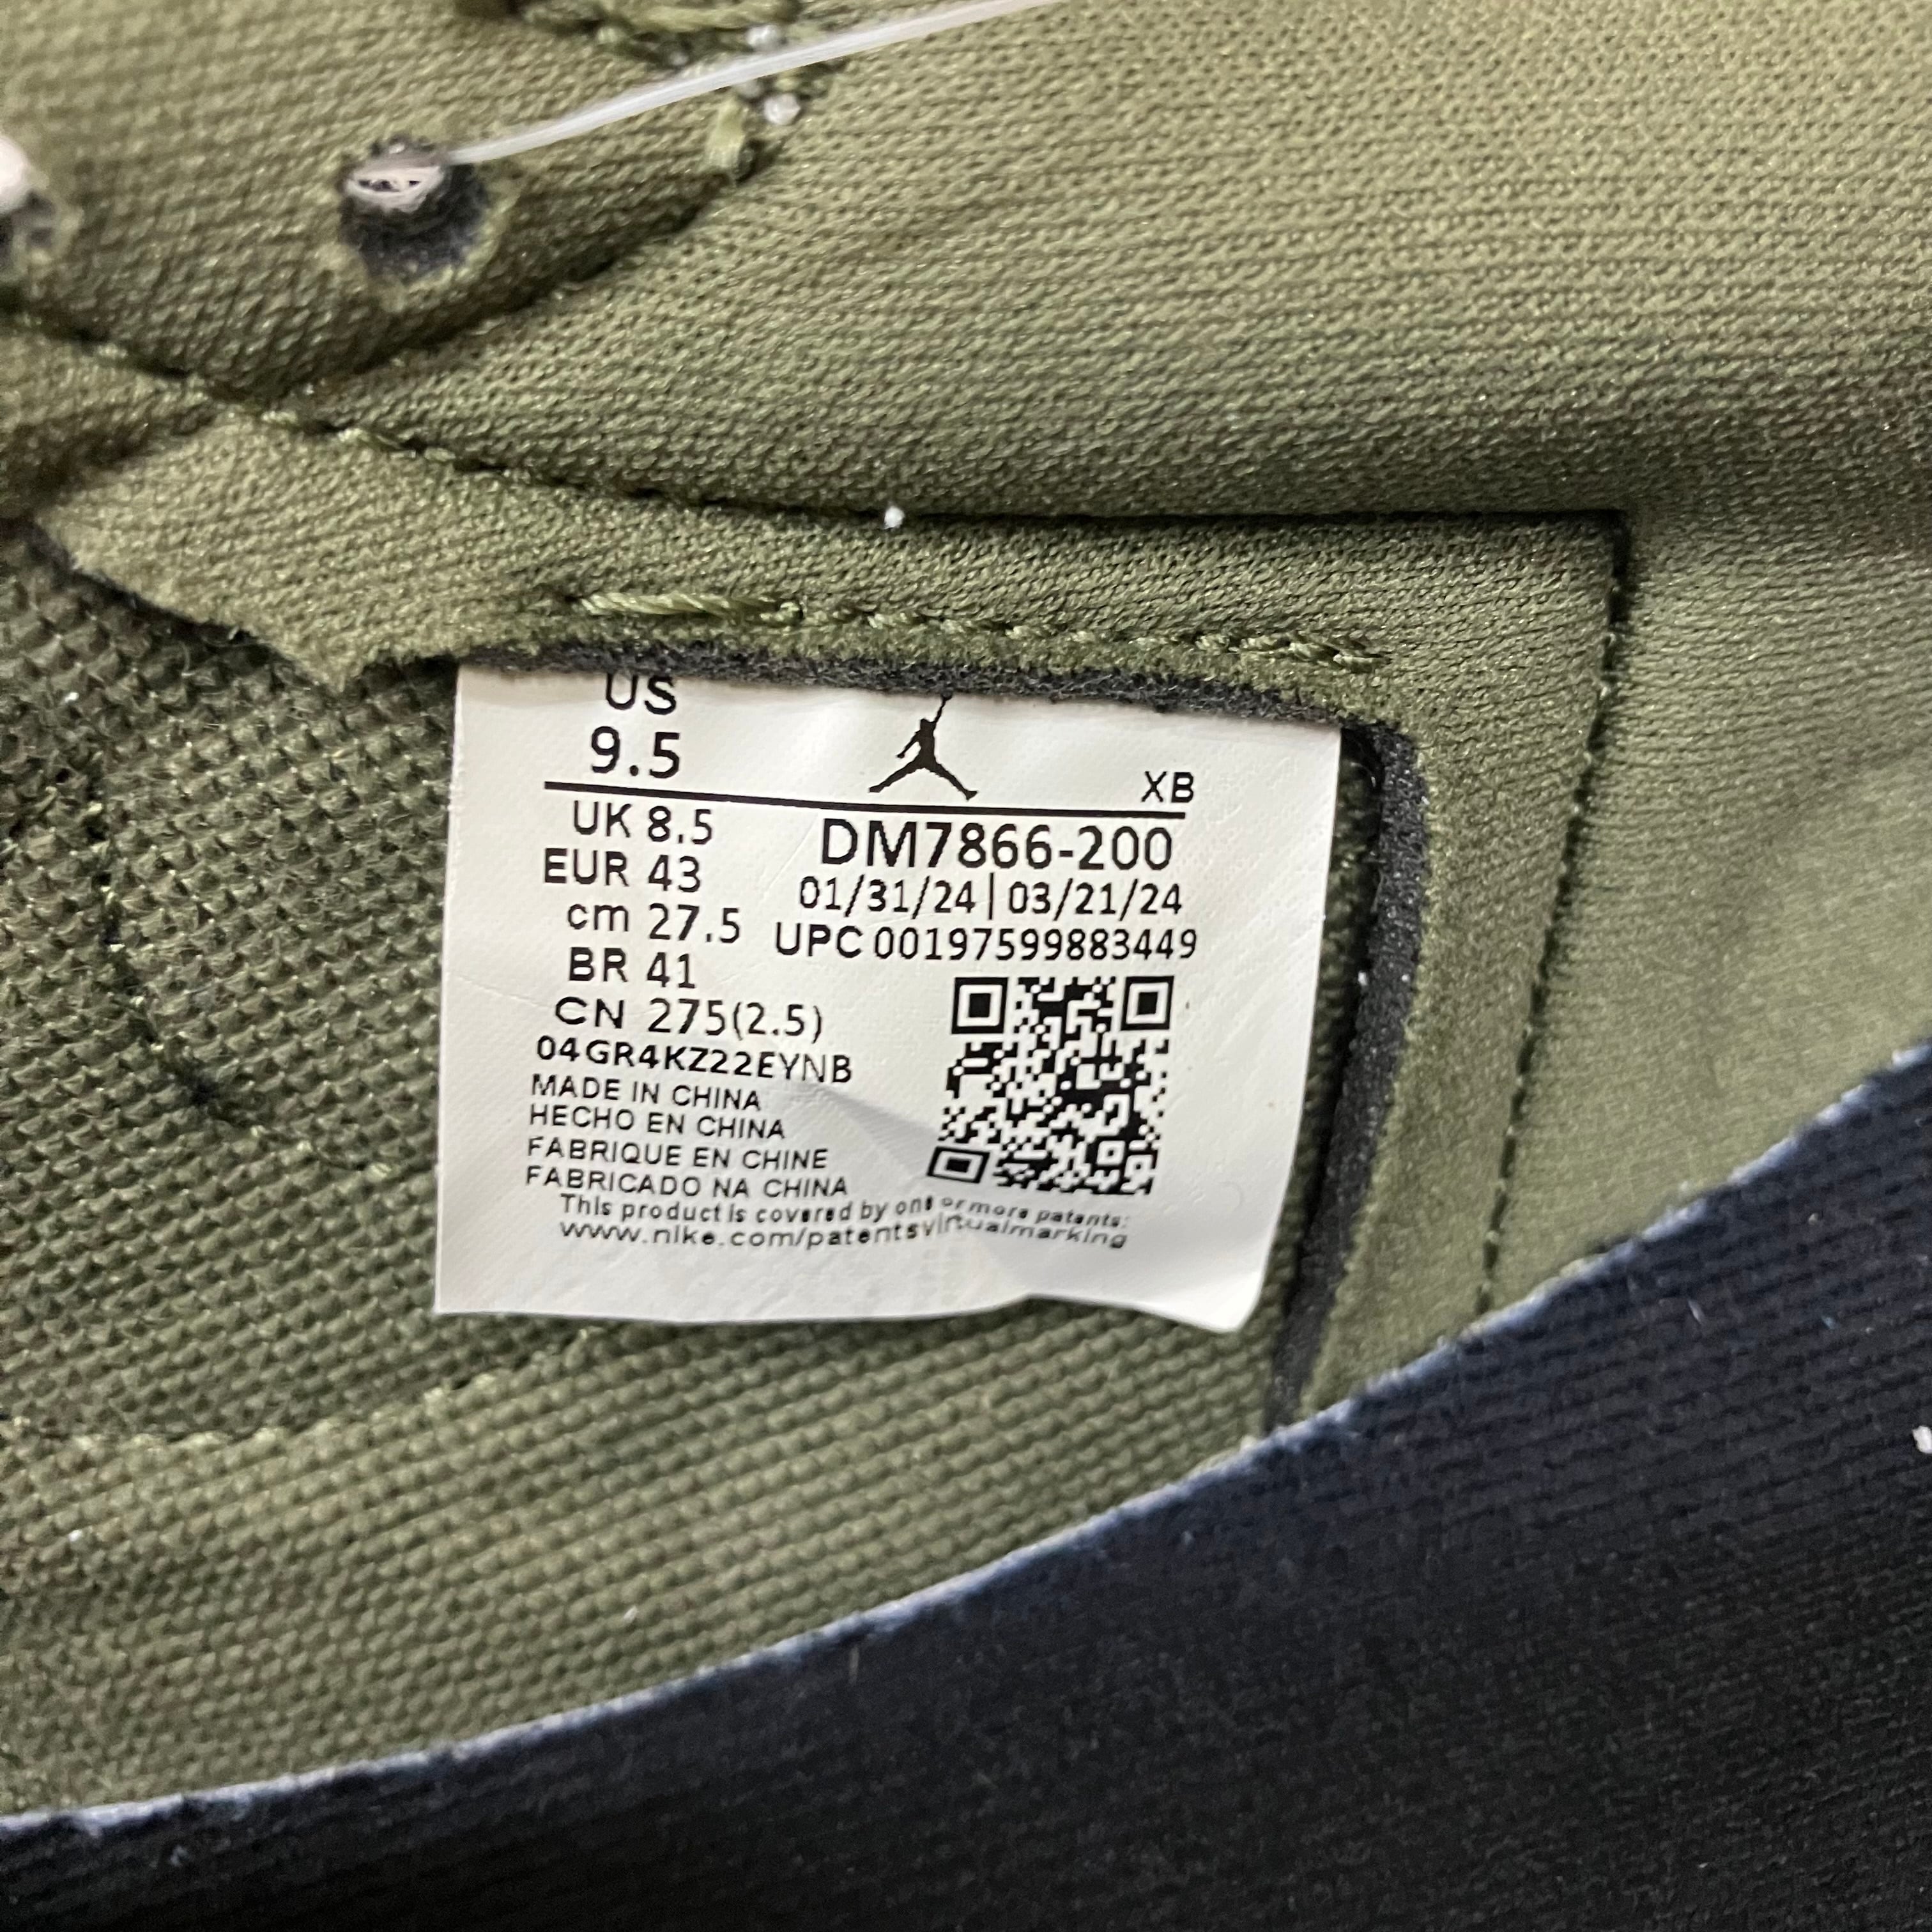 US
9.5
XB
UK 8.5
EUR 43
cm 27.5
BR 41
CN 275(2.5)
DM7866-200
01/31/24 | 03/21/24
UPC 00197599883449
04GR4KZ22EYNB
MADE IN CHINA
HECHO EN CHINA
FABRIQUE EN CHINE
FABRICADO NA CHINA
This product is covered by one or more patents:
www.nike.com/patentsvirtualmarking